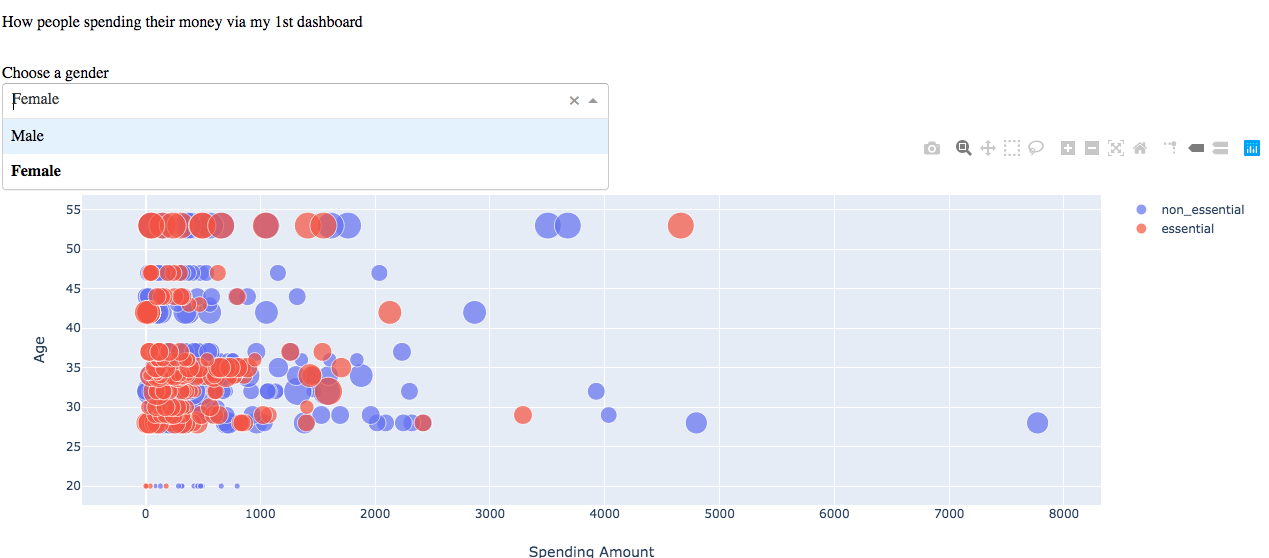 How people spending their money via my 1st dashboard
Choose a gender
Female
Male
Female
55
50
45
40
35
30
25
20
Age
0 1000 2000 3000 4000 5000 6000 7000 8000
Spending Amount
non_essential
essential